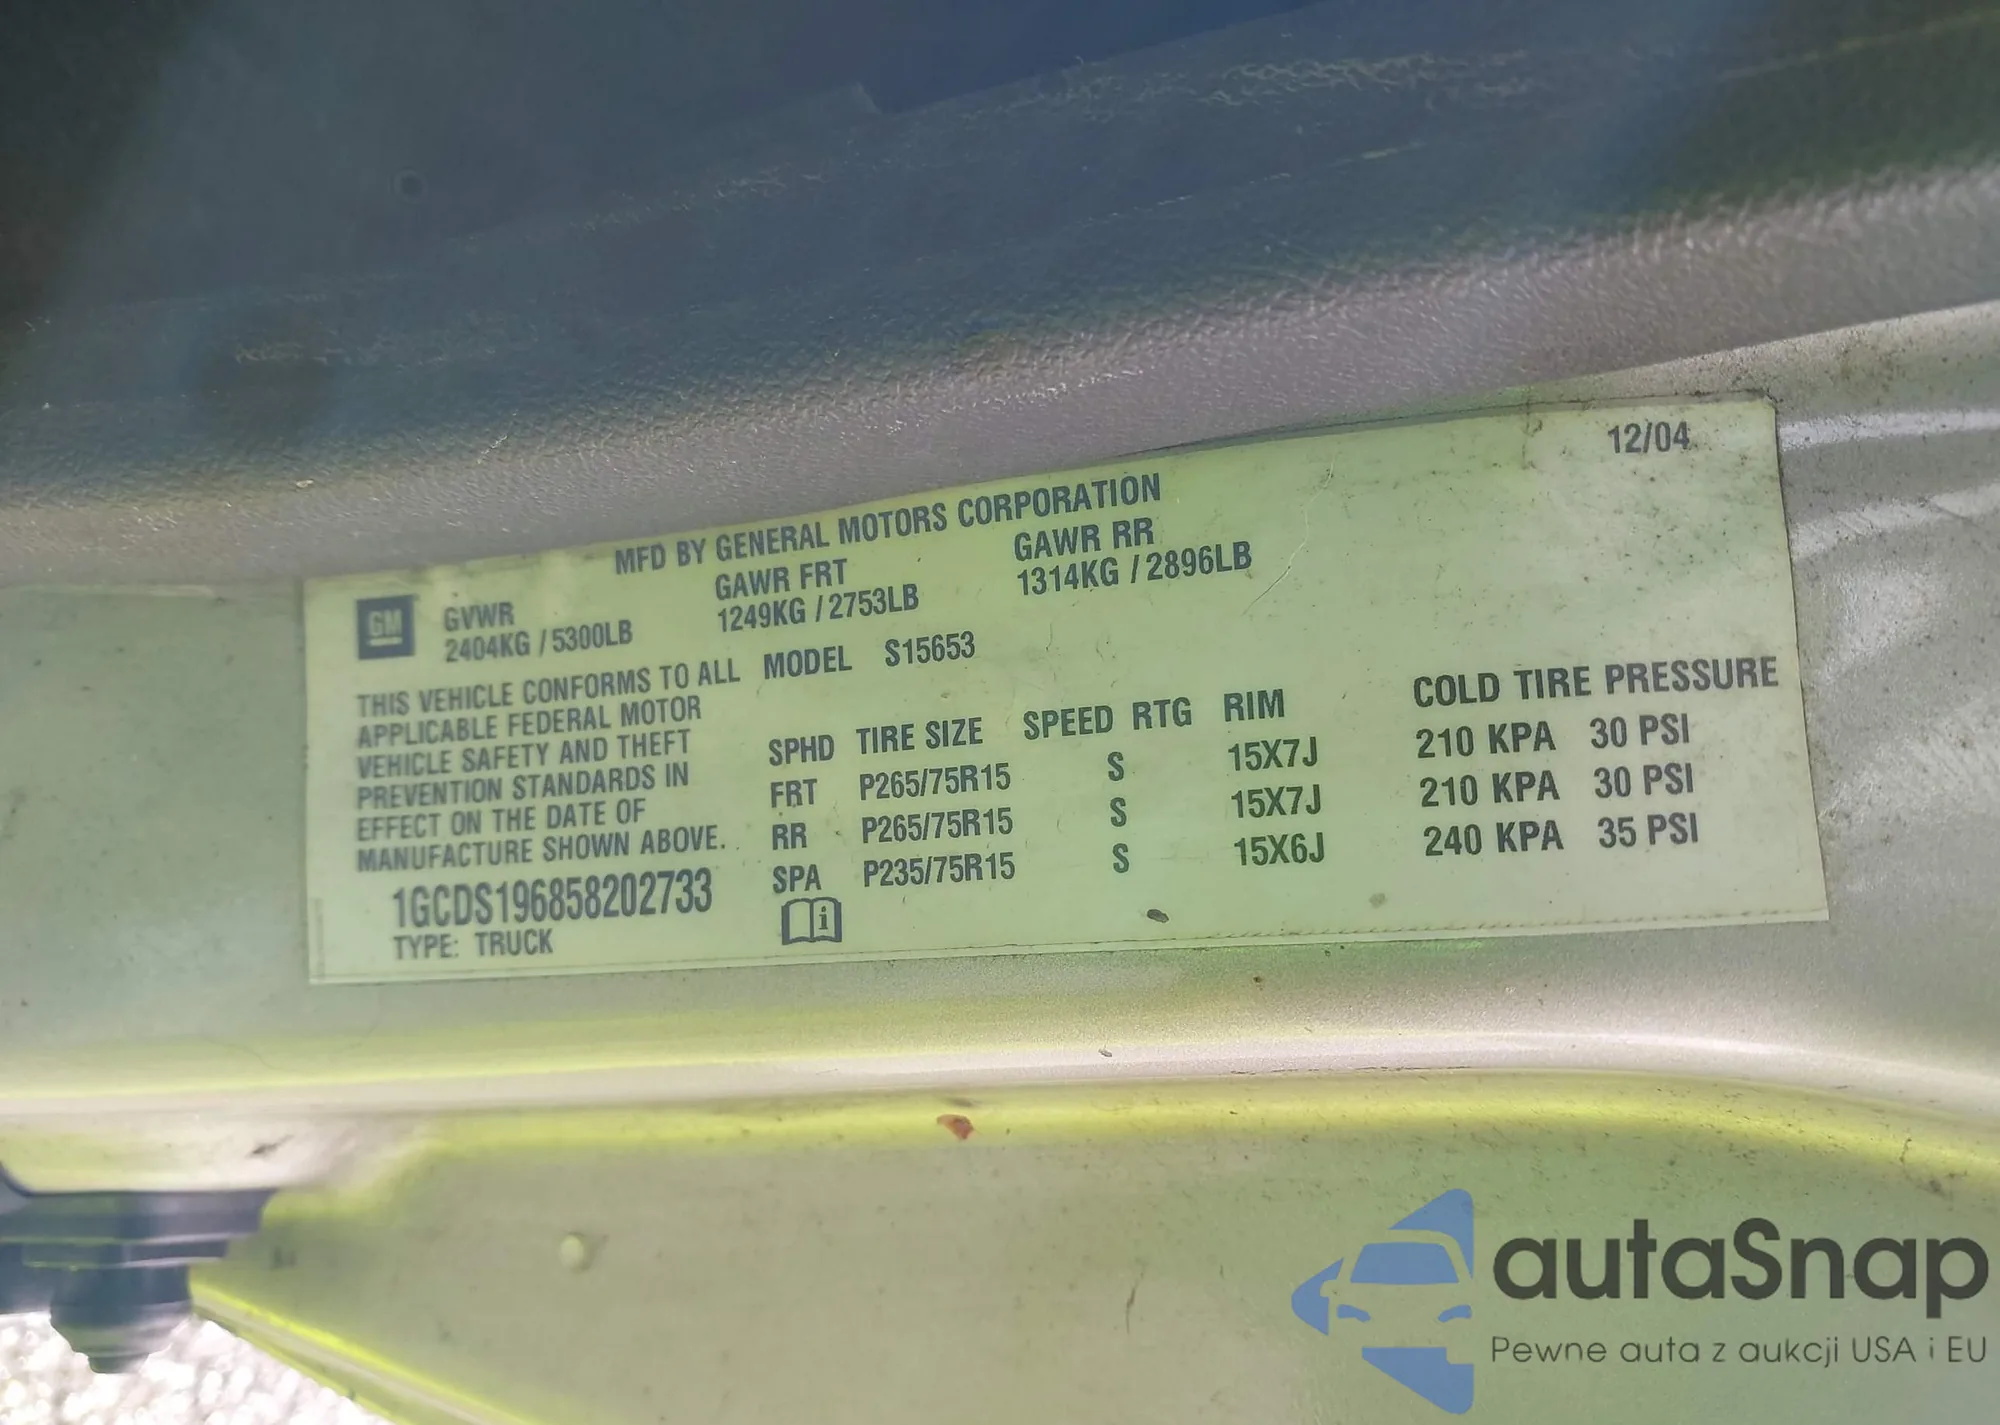 12/04
MFD BY GENERAL MOTORS CORPORATION
GM
GVWR GAWR FRT GAWR RR
2404KG / 5300LB 1249KG / 2753LB 1314KG / 2896LB
THIS VEHICLE CONFORMS TO ALL
APPLICABLE FEDERAL MOTOR
VEHICLE SAFETY AND THEFT
PREVENTION STANDARDS IN
EFFECT ON THE DATE OF
MANUFACTURE SHOWN ABOVE.
1GCDS196858202733
TYPE: TRUCK
MODEL S15653
SPHD TIRE SIZE SPEED RTG RIM COLD TIRE PRESSURE
FRT P265/75R15 S 15X7J 210 KPA 30 PSI
RR P265/75R15 S 15X7J 210 KPA 30 PSI
SPA P235/75R15 S 15X6J 240 KPA 35 PSI
i
autaSnap
Pewne auta z aukcji USA i EU